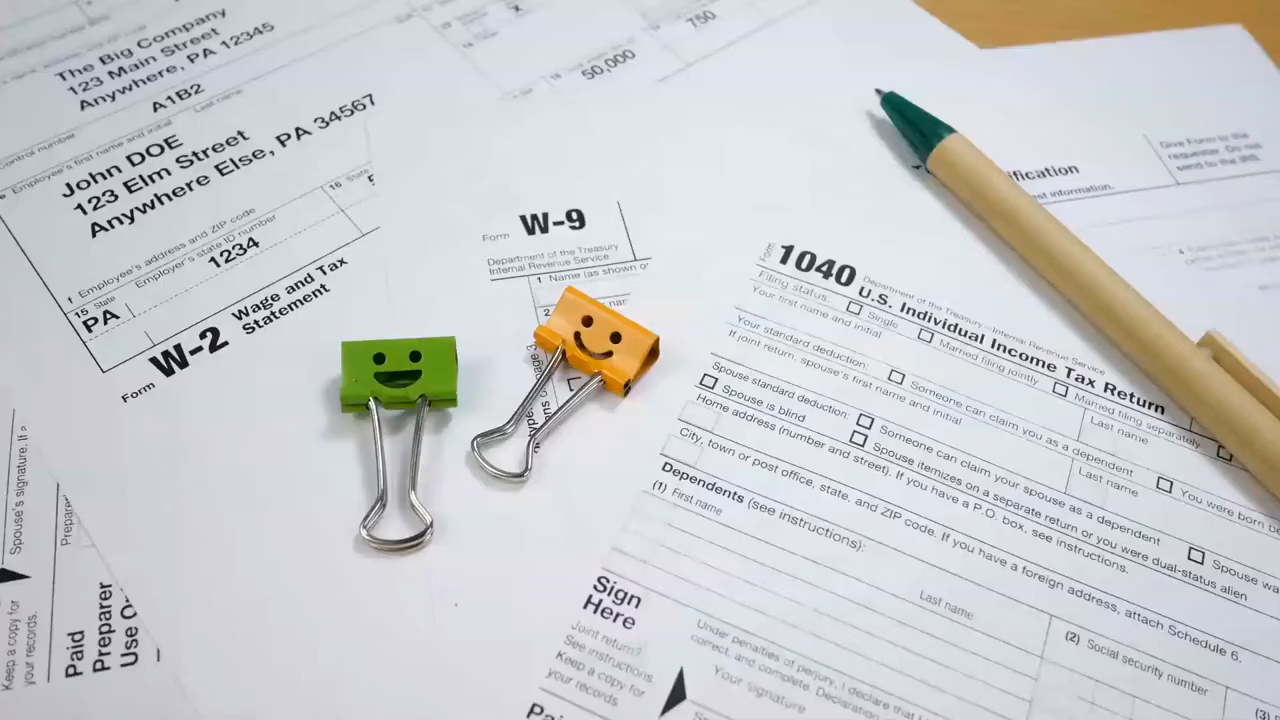 The Big Company
123 Main Street
Anywhere, PA 12345
A1B2
Last name
Control number
Employee's first name and initial
John DOE
123 Elm Street
Anywhere Else, PA 34567
Employee's address and ZIP code
15 State
Employer's state ID number
16 State
PA
1234
Form W-2 Wage and Tax
Statement
50,000
750
Form W-9
Department of the Treasury
Internal Revenue Service
1 Name (as shown o
2
ification
est information.
Give Form to the
requester. Do not
send to the IRS.
Form 1040 Department of the Treasury—Internal Revenue Service
U.S. Individual Income Tax Return
Filing status: Single Married filing jointly Married filing separately
Your first name and initial
Last name
Your standard deduction: Someone can claim you as a dependent You were born be
If joint return, spouse's first name and initial
Last name
Spouse standard deduction: Someone can claim your spouse as a dependent Spouse wa
Spouse is blind Spouse itemizes on a separate return or you were dual-status alien
Home address (number and street). If you have a P.O. box, see instructions.
City, town or post office, state, and ZIP code. If you have a foreign address, attach Schedule 6.
Dependents (see instructions):
(1) First name
Last name
(2) Social security number
(3)
Sign
Here
Joint return?
See instructions
Keep a copy for
your records.
Under penalties of perjury, I declare that I
correct, and complete. Declaration
Your signature
Spouse's signature. If
Keep a copy for
your records.
Preparer
Paid
Preparer
Use O